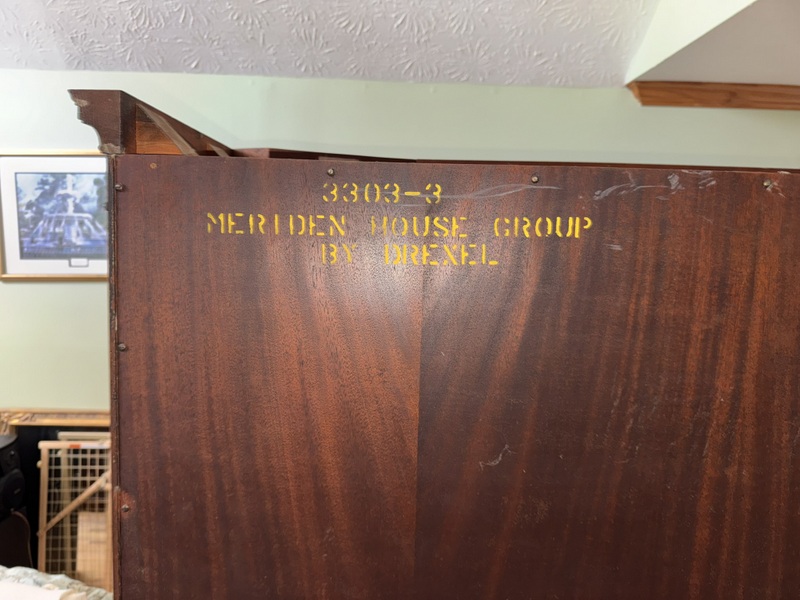 3303-3
MERIDEN HOUSE GROUP
BY DREXEL